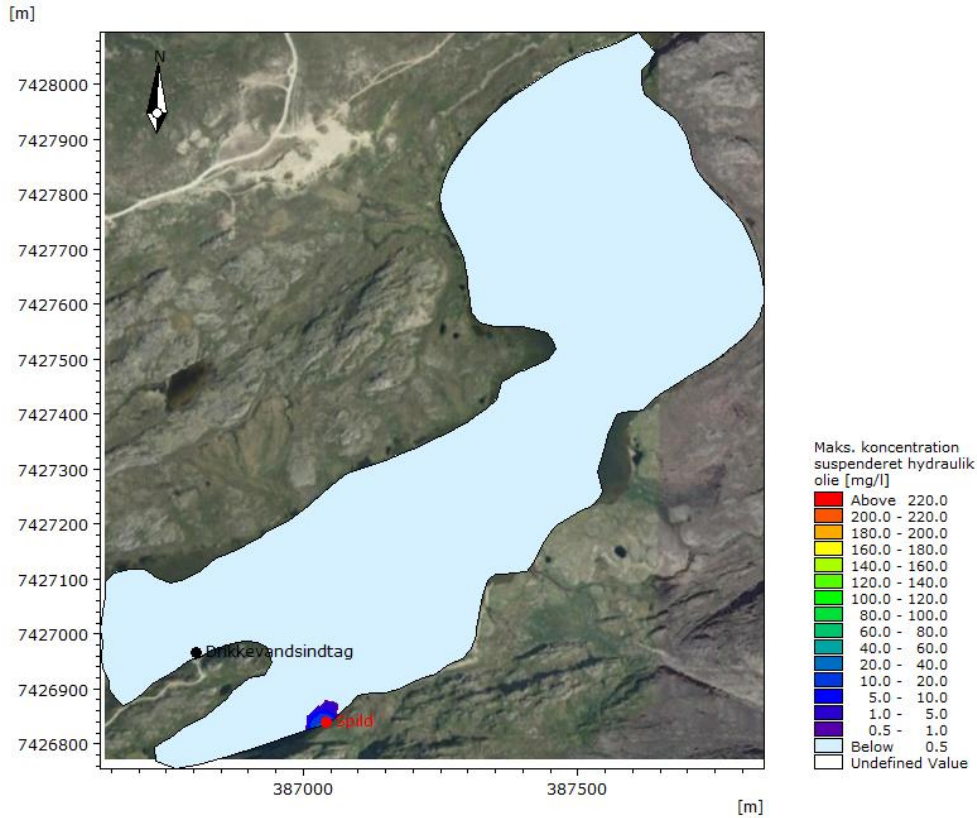 [m]
N
7428000
7427900
7427800
7427700
7427600
7427500
7427400
7427300
7427200
7427100
7427000
7426900
7426800
Drikkevandsindtag
Spild
387000
387500
[m]
Maks. koncentration
suspenderet hydraulik
olie [mg/l]
Above 220.0
200.0 - 220.0
180.0 - 200.0
160.0 - 180.0
140.0 - 160.0
120.0 - 140.0
100.0 - 120.0
80.0 - 100.0
60.0 - 80.0
40.0 - 60.0
20.0 - 40.0
10.0 - 20.0
5.0 - 10.0
1.0 - 5.0
0.5 - 1.0
Below 0.5
Undefined Value